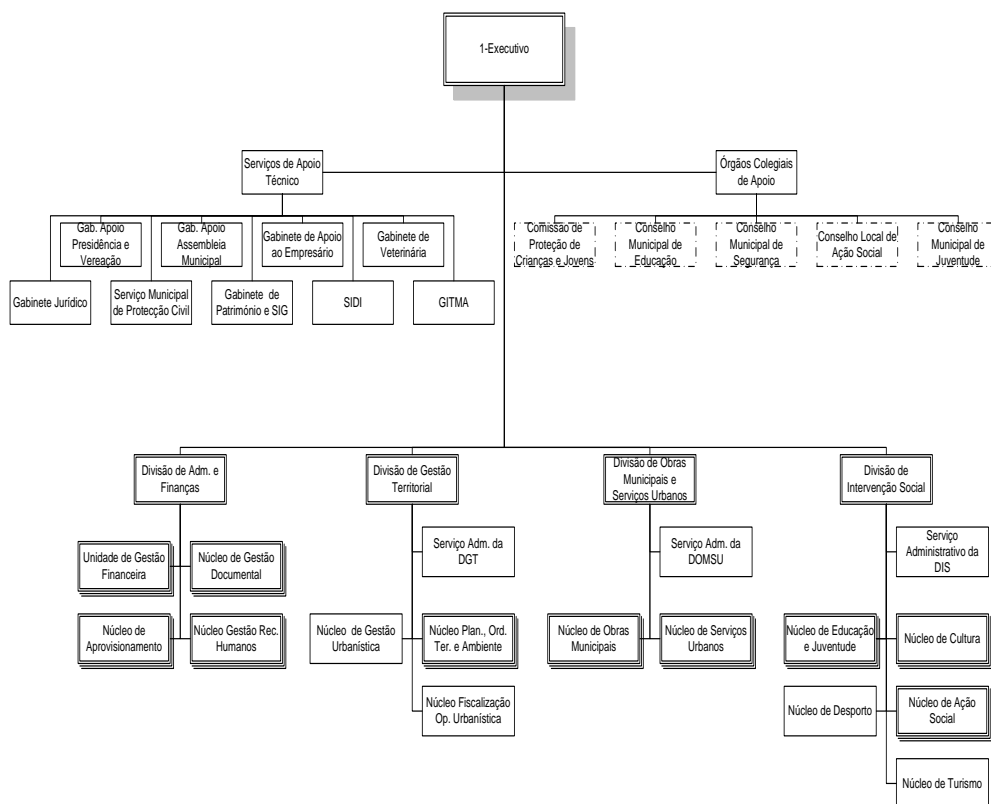 1-Executivo
Serviços de Apoio
Técnico
Órgãos Colegiais
de Apoio
Gab. Apoio
Presidência e
Vereação
Gab. Apoio
Assembleia
Municipal
Gabinete de Apoio
ao Empresário
Gabinete de
Veterinária
Comissão de
Proteção de
Crianças e Jovens
Conselho
Municipal de
Educação
Conselho
Municipal de
Segurança
Conselho Local de
Ação Social
Conselho
Municipal de
Juventude
Gabinete Jurídico
Serviço Municipal
de Protecção Civil
Gabinete de
Património e SIG
SIDI
GITMA
Divisão de Adm. e
Finanças
Divisão de Gestão
Territorial
Divisão de Obras
Municipais e
Serviços Urbanos
Divisão de
Intervenção Social
Unidade de Gestão
Financeira
Núcleo de Gestão
Documental
Serviço Adm. da
DGT
Serviço Adm. da
DOMSU
Serviço
Administrativo da
DIS
Núcleo de
Aprovisionamento
Núcleo Gestão Rec.
Humanos
Núcleo de Gestão
Urbanística
Núcleo Plan., Ord.
Ter. e Ambiente
Núcleo de Obras
Municipais
Núcleo de Serviços
Urbanos
Núcleo de Educação
e Juventude
Núcleo de Cultura
Núcleo Fiscalização
Op. Urbanística
Núcleo de Desporto
Núcleo de Ação
Social
Núcleo de Turismo